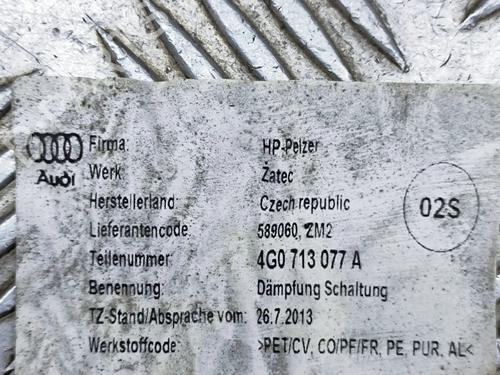 Audi
Firma: HP-Pelzer
Werk: Žatec
Herstellerland: Czech republic
Lieferantencode: 589060, ZM2
Teilenummer: 4G0 713 077 A
Benennung: Dämpfung Schaltung
TZ-Stand/Absprache vom: 26.7.2013
Werkstoffcode: >PET/CV, CO/PF/FR, PE, PUR, AL<
02S